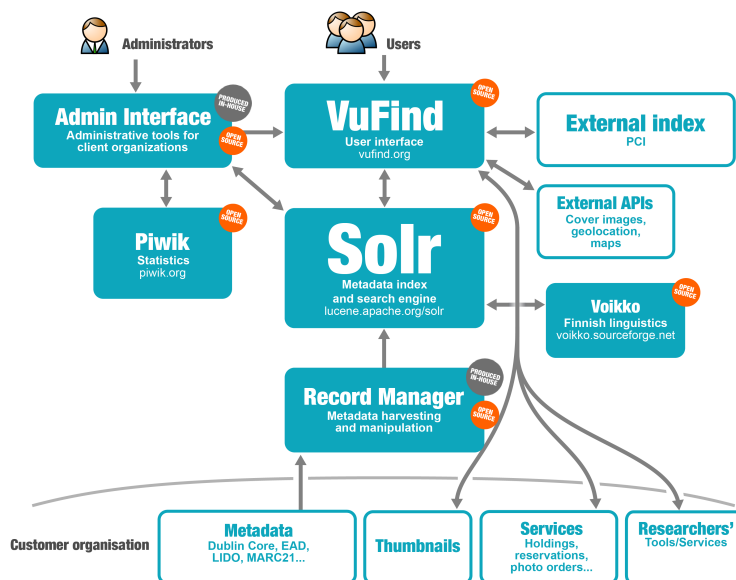 Administrators
Users
PRODUCED
IN-HOUSE
OPEN
SOURCE
Admin Interface
Administrative tools for
client organizations
OPEN
SOURCE
VuFind
User interface
vufind.org
External index
PCI
External APIs
Cover images,
geolocation,
maps
OPEN
SOURCE
Piwik
Statistics
piwik.org
OPEN
SOURCE
Solr
Metadata index
and search engine
lucene.apache.org/solr
OPEN
SOURCE
Voikko
Finnish linguistics
voikko.sourceforge.net
PRODUCED
IN-HOUSE
OPEN
SOURCE
Record Manager
Metadata harvesting
and manipulation
Customer organisation
Metadata
Dublin Core, EAD,
LIDO, MARC21...
Thumbnails
Services
Holdings,
reservations,
photo orders...
Researchers'
Tools/Services